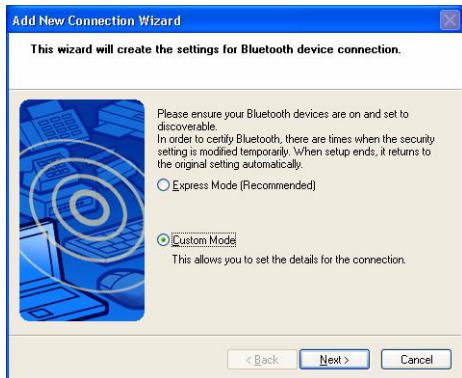 Add New Connection Wizard
This wizard will create the settings for Bluetooth device connection.
Please ensure your Bluetooth devices are on and set to
discoverable.
In order to certify Bluetooth, there are times when the security
setting is modified temporarily. When setup ends, it returns to
the original setting automatically.
Express Mode (Recommended)
Custom Mode
This allows you to set the details for the connection.
< Back Next > Cancel